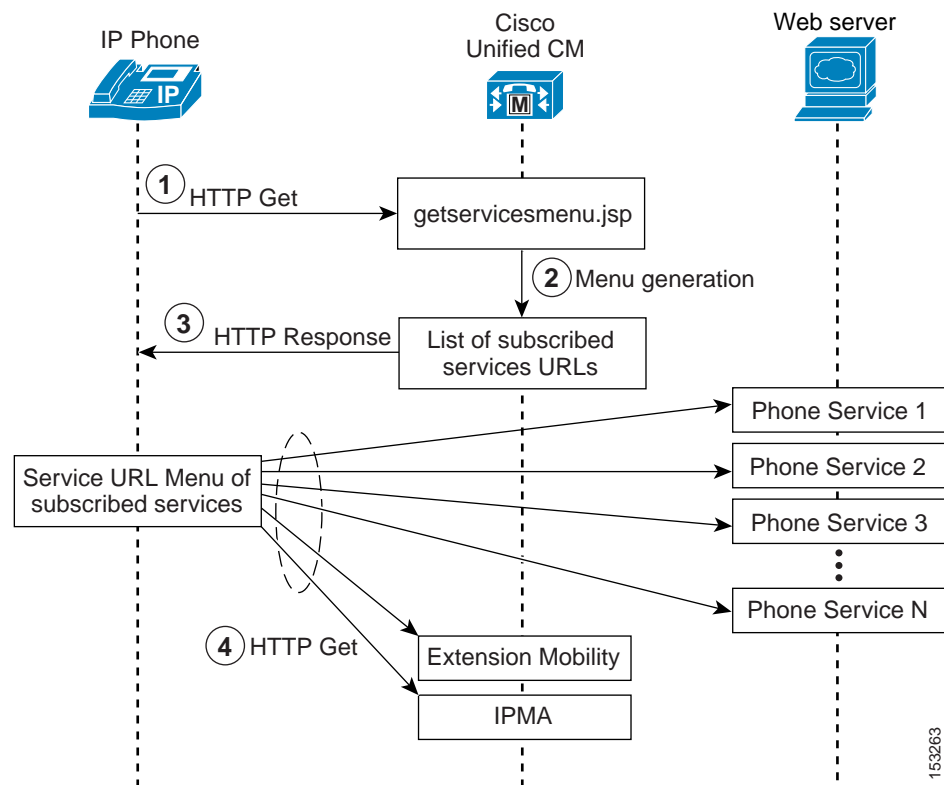 IP Phone
Cisco
Unified CM
Web server
IP
M
1
HTTP Get
getservicesmenu.jsp
2
Menu generation
3
HTTP Response
List of subscribed
services URLs
Phone Service 1
Service URL Menu of
subscribed services
Phone Service 2
Phone Service 3
Phone Service N
4
HTTP Get
Extension Mobility
IPMA
153263